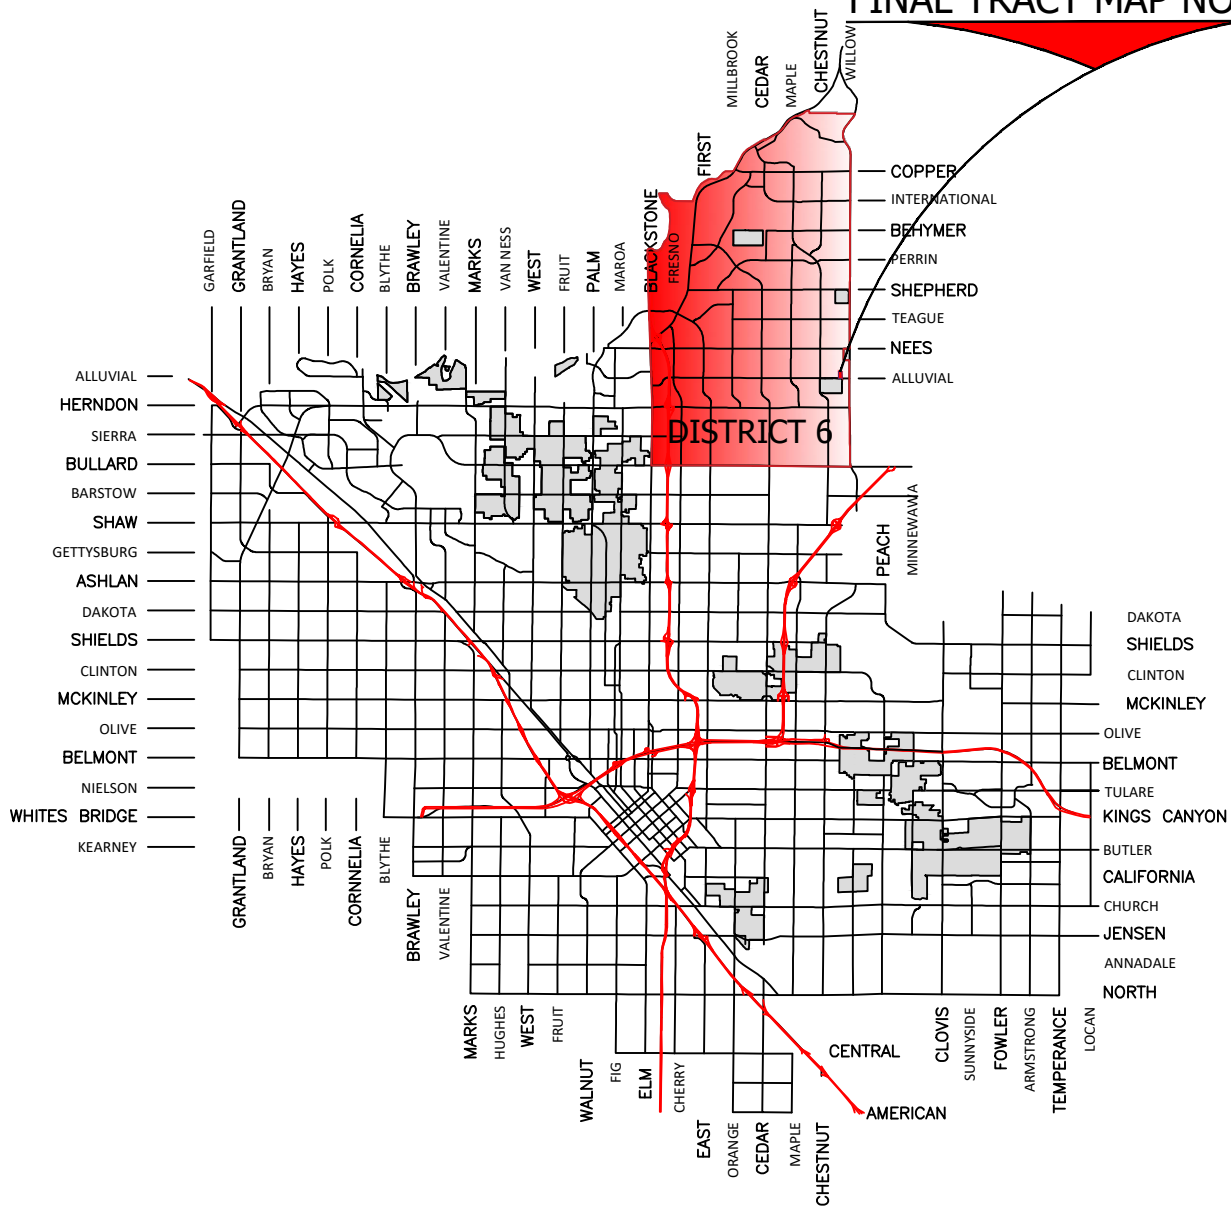 FINAL TRACT MAP NO
MILLBROOK
CEDAR
MAPLE
CHESTNUT
WILLOW
FIRST
BLACKSTONE
FRESNO
COPPER
INTERNATIONAL
BEHYMER
PERRIN
SHEPHERD
TEAGUE
NEES
ALLUVIAL
GARFIELD
GRANTLAND
BRYAN
HAYES
POLK
CORNELIA
BLYTHE
BRAWLEY
VALENTINE
MARKS
VAN NESS
WEST
FRUIT
PALM
MAROA
ALLUVIAL
HERNDON
SIERRA
BULLARD
BARSTOW
SHAW
GETTYSBURG
ASHLAN
DAKOTA
SHIELDS
CLINTON
MCKINLEY
OLIVE
BELMONT
NIELSON
WHITES BRIDGE
KEARNEY
DISTRICT 6
PEACH
MINNEWAWA
DAKOTA
SHIELDS
CLINTON
MCKINLEY
OLIVE
BELMONT
TULARE
KINGS CANYON
BUTLER
CALIFORNIA
CHURCH
JENSEN
ANNADALE
NORTH
GRANTLAND
BRYAN
HAYES
POLK
CORNNELIA
BLYTHE
BRAWLEY
VALENTINE
MARKS
HUGHES
WEST
FRUIT
WALNUT
FIG
ELM
CHERRY
EAST
ORANGE
CEDAR
MAPLE
CHESTNUT
CENTRAL
AMERICAN
CLOVIS
SUNNYSIDE
FOWLER
ARMSTRONG
TEMPERANCE
LOCAN